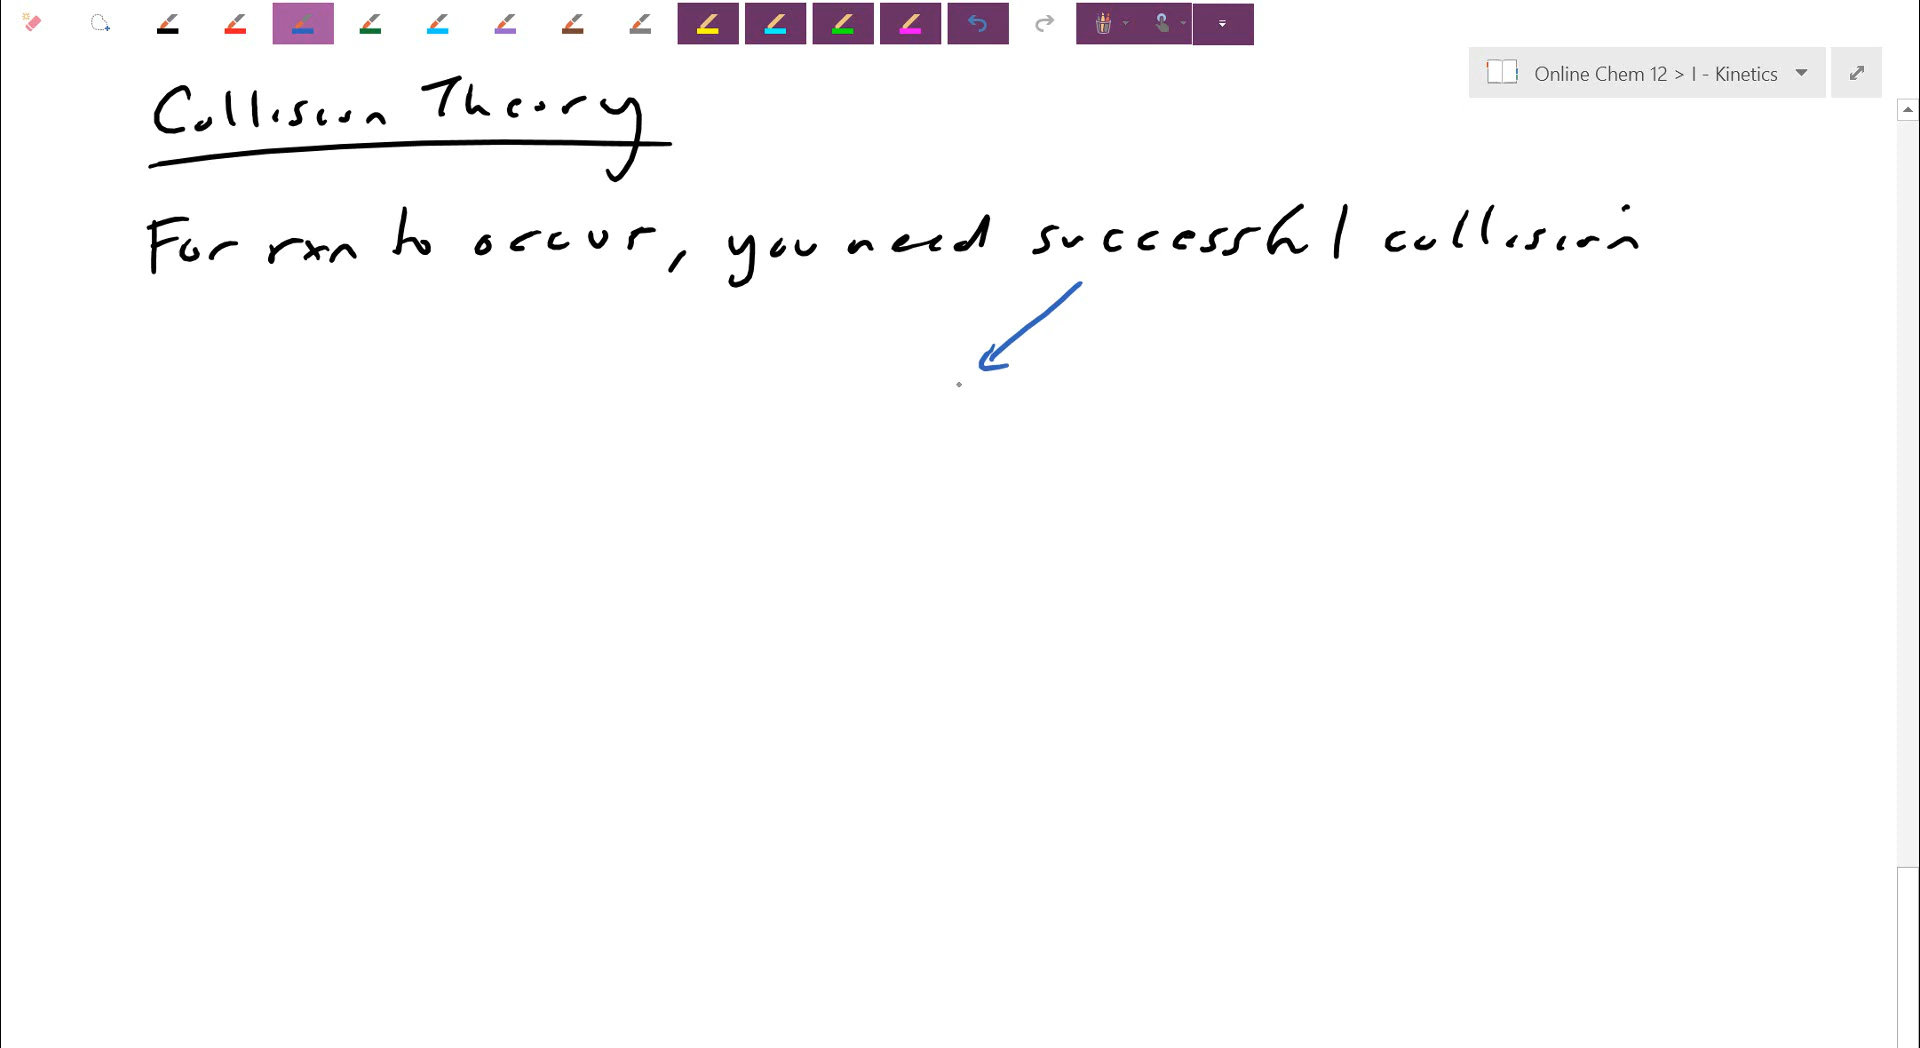 Online Chem 12 > I - Kinetics
Collision Theory
For rxn to occur, you need successful collision